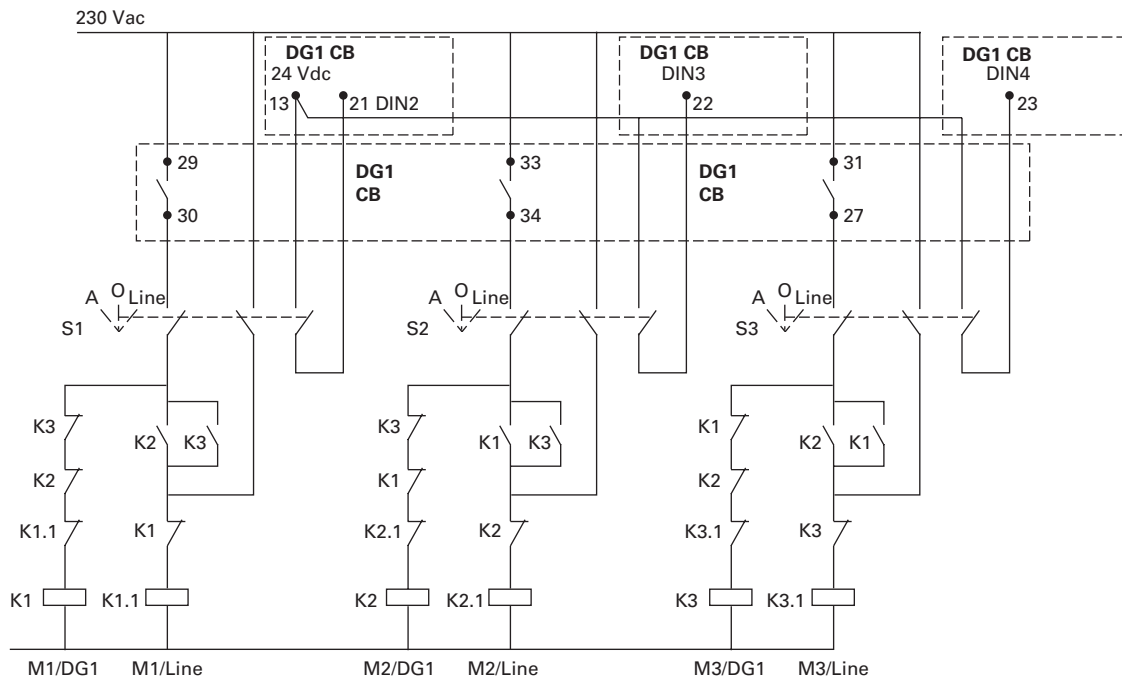 230 Vac
DG1 CB
24 Vdc
13
21 DIN2
DG1 CB
DIN3
22
DG1 CB
DIN4
23
29
30
DG1
CB
33
34
DG1
CB
31
27
A O Line
S1
A O Line
S2
A O Line
S3
K3
K2
K3
K2
K1.1
K1
K1
K1.1
K3
K1
K3
K1
K2.1
K2
K2
K2.1
K1
K2
K1
K2
K3.1
K3
K3
K3.1
M1/DG1 M1/Line M2/DG1 M2/Line M3/DG1 M3/Line